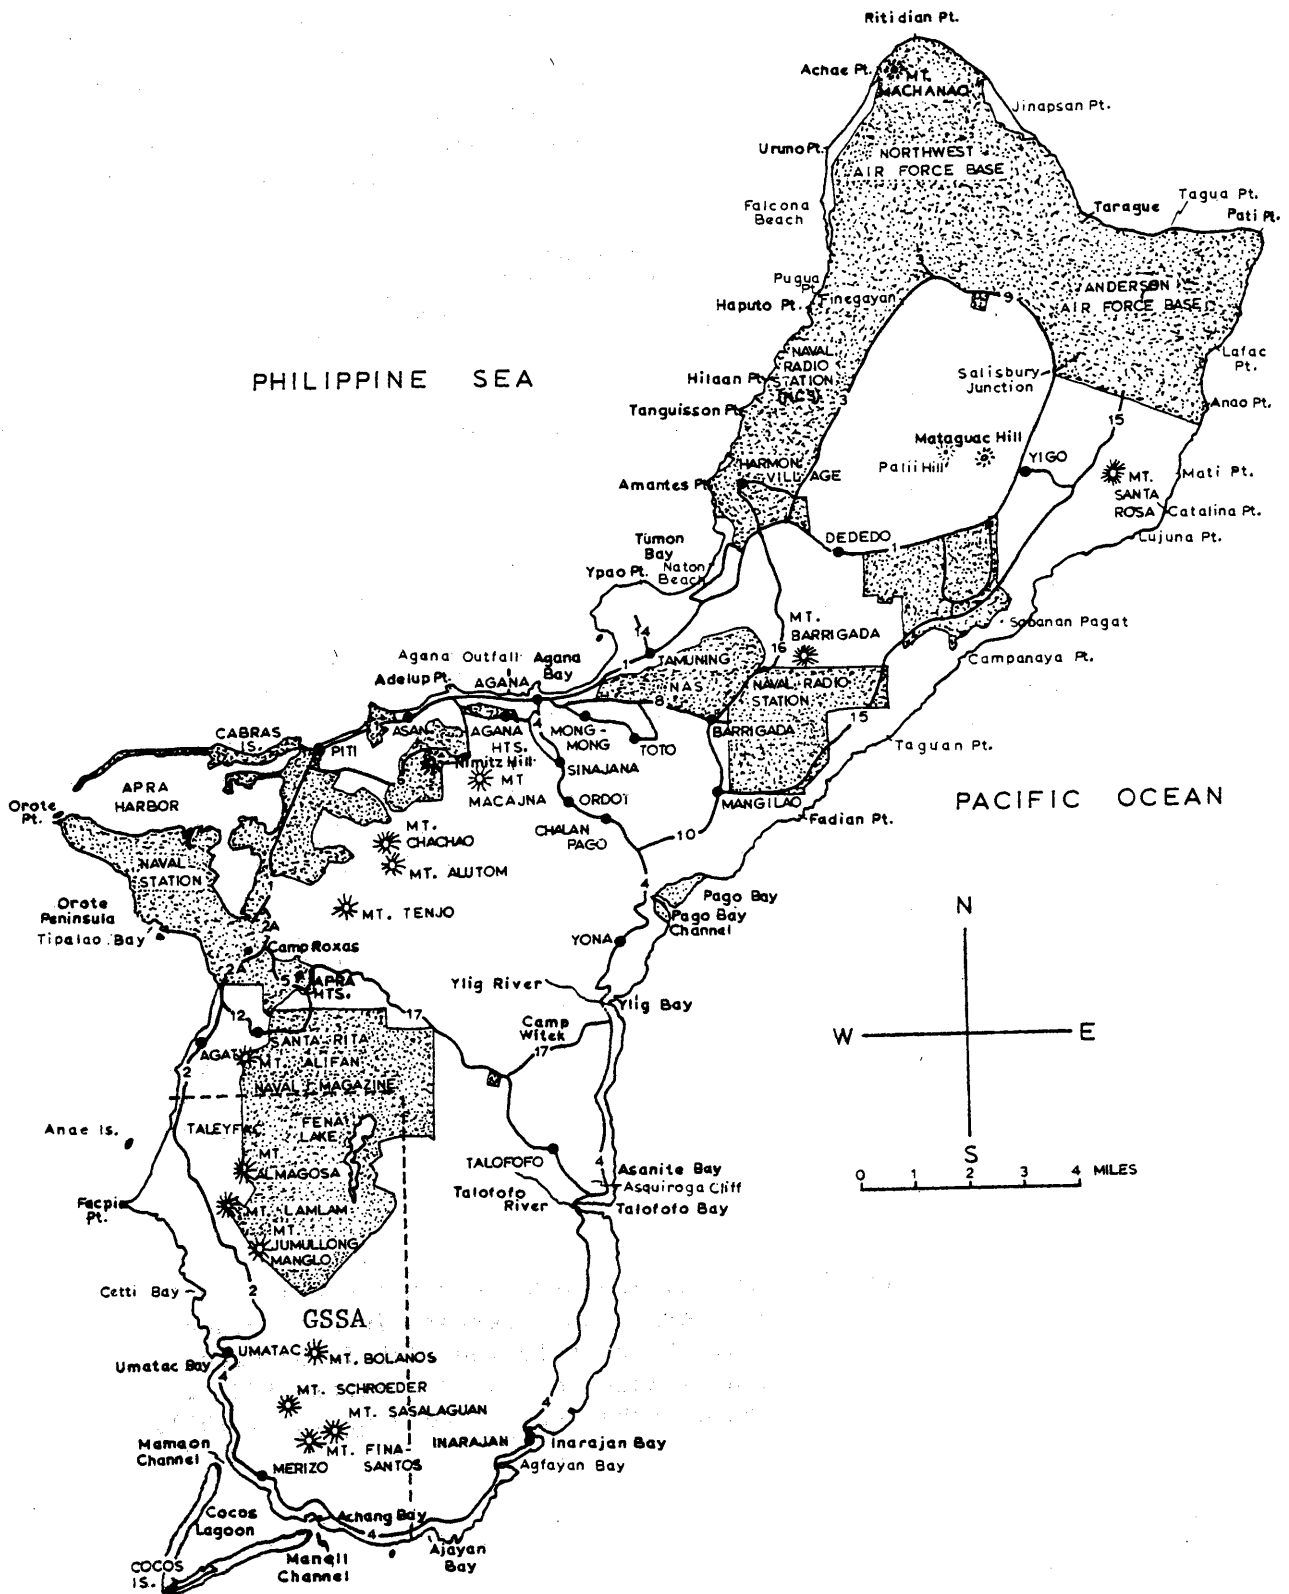 Ritidian Pt.
Achae Pt.
MT.
MACHANAO
Jinapsan Pt.
Uruno Pt.
NORTHWEST
AIR FORCE BASE
Falcona
Beach
Tarague
Tagua Pt.
Pati Pt.
Pugua
Pt.
Finegayan
Haputo Pt.
9
ANDERSON
AIR FORCE BASE
PHILIPPINE SEA
NAVAL
RADIO
STATION
(NCS)
Hilaan Pt.
Tanguisson Pt.
3
Salisbury
Junction
Lafac
Pt.
Anao Pt.
15
Mataguac Hill
Patii Hill
YIGO
HARMON
VILLAGE
Amantes Pt.
MT.
SANTA
ROSA
Mati Pt.
Catalina Pt.
Lujuna Pt.
Tumon
Bay
Naton
Beach
Ypao Pt.
DEDEDO
1
MT.
BARRIGADA
Sabanan Pagat
Campanaya Pt.
14
16
1
TAMUNING
NAS
NAVAL RADIO
STATION
Agana Outfall
Agana
Bay
Adelup Pt.
AGANA
8
15
CABRAS
IS.
PITI
1
ASAN
AGANA
HTS.
4
MONG-
MONG
TOTO
BARRIGADA
Taguan Pt.
Nimitz Hill
6
MT
MACAJNA
SINAJANA
ORDOT
MANGILAO
APRA
HARBOR
Orote
Pt.
PACIFIC OCEAN
Fadian Pt.
CHALAN
PAGO
10
MT.
CHACHAO
MT. ALUTOM
NAVAL
STATION
4
Pago Bay
Pago Bay
Channel
MT. TENJO
Orote
Peninsula
Tipalao Bay
2A
Camp Roxas
YONA
2A
5
APRA
HTS.
Ylig River
Ylig Bay
N
W
E
S
12
17
Camp
Witek
17
AGAT
SANTA RITA
MT. ALIFAN
2
NAVAL MAGAZINE
Anae Is.
TALEYFAC
FENA
LAKE
MT.
ALMAGOSA
TALOFOFO
4
Asanite Bay
Asquiroga Cliff
Talofofo
River
Talofofo Bay
0 1 2 3 4 MILES
Facpi
Pt.
MT. LAMLAM
MT.
JUMULLONG
MANGLO
Cetti Bay
2
GSSA
UMATAC
Umatac Bay
MT. BOLANOS
4
MT. SCHROEDER
MT. SASALAGUAN
4
MT. FINA-
SANTOS
INARAJAN
Inarajan Bay
Agfayan Bay
Mamaon
Channel
MERIZO
Cocos
Lagoon
Achang Bay
4
Ajayan
Bay
Manell
Channel
COCOS
IS.